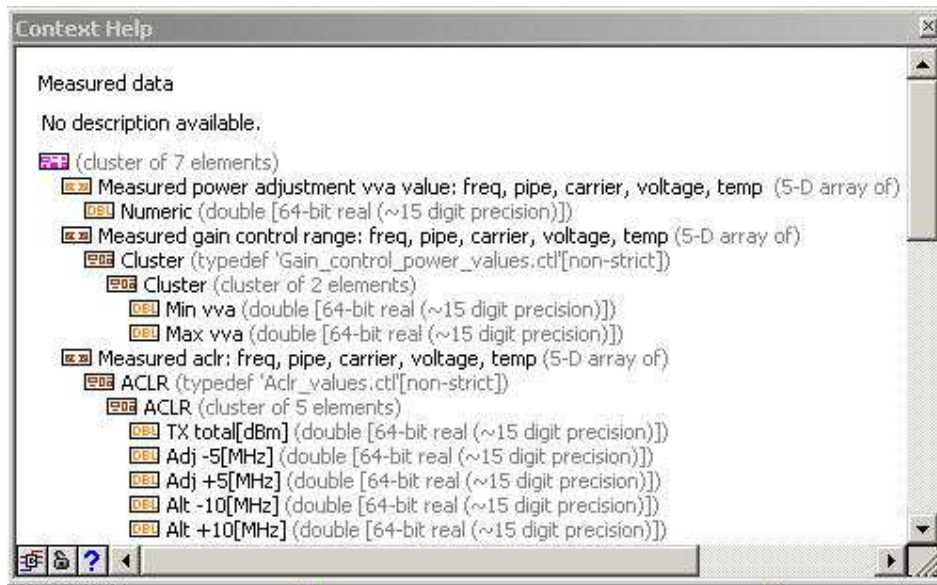 Context Help
Measured data
No description available.
(cluster of 7 elements)
Measured power adjustment vva value: freq, pipe, carrier, voltage, temp (5-D array of)
DBL Numeric (double [64-bit real (~15 digit precision)])
Measured gain control range: freq, pipe, carrier, voltage, temp (5-D array of)
Cluster (typedef 'Gain_control_power_values.ctl'[non-strict])
Cluster (cluster of 2 elements)
DBL Min vva (double [64-bit real (~15 digit precision)])
DBL Max vva (double [64-bit real (~15 digit precision)])
Measured aclr: freq, pipe, carrier, voltage, temp (5-D array of)
ACLR (typedef 'Aclr_values.ctl'[non-strict])
ACLR (cluster of 5 elements)
DBL TX total[dBm] (double [64-bit real (~15 digit precision)])
DBL Adj -5[MHz] (double [64-bit real (~15 digit precision)])
DBL Adj +5[MHz] (double [64-bit real (~15 digit precision)])
DBL Alt -10[MHz] (double [64-bit real (~15 digit precision)])
DBL Alt +10[MHz] (double [64-bit real (~15 digit precision)])
?